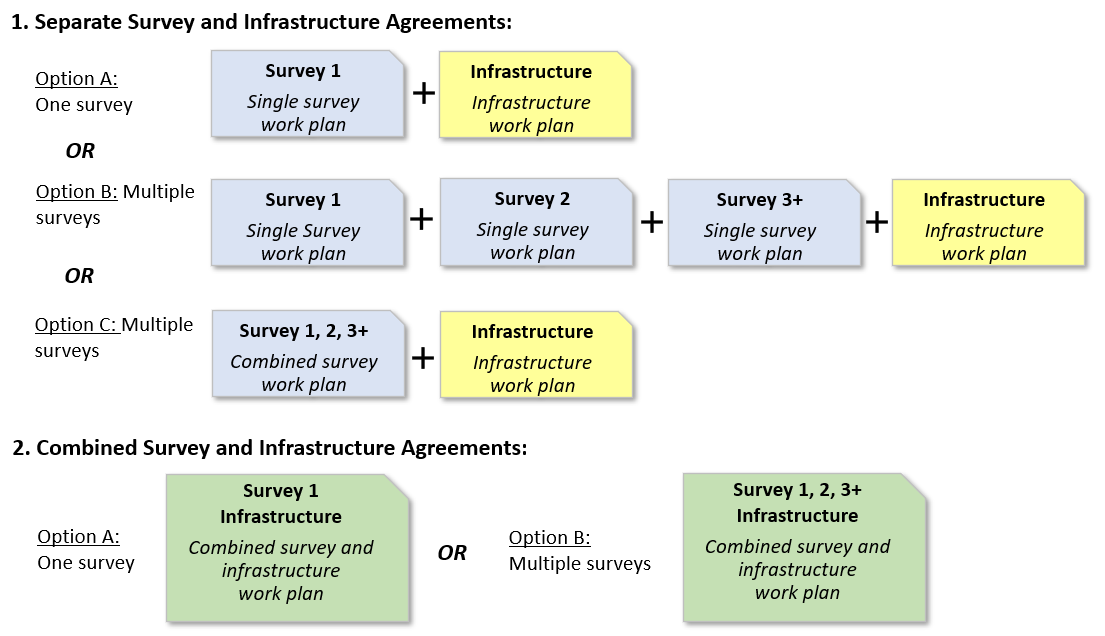 1. Separate Survey and Infrastructure Agreements:
Option A:
One survey
Survey 1
Single survey
work plan
+
Infrastructure
Infrastructure
work plan
OR
Option B: Multiple
surveys
Survey 1
Single Survey
work plan
+
Survey 2
Single survey
work plan
+
Survey 3+
Single survey
work plan
+
Infrastructure
Infrastructure
work plan
OR
Option C: Multiple
surveys
Survey 1, 2, 3+
Combined survey
work plan
+
Infrastructure
Infrastructure
work plan
2. Combined Survey and Infrastructure Agreements:
Option A:
One survey
Survey 1
Infrastructure
Combined survey and
infrastructure
work plan
OR
Option B:
Multiple surveys
Survey 1, 2, 3+
Infrastructure
Combined survey and
infrastructure
work plan